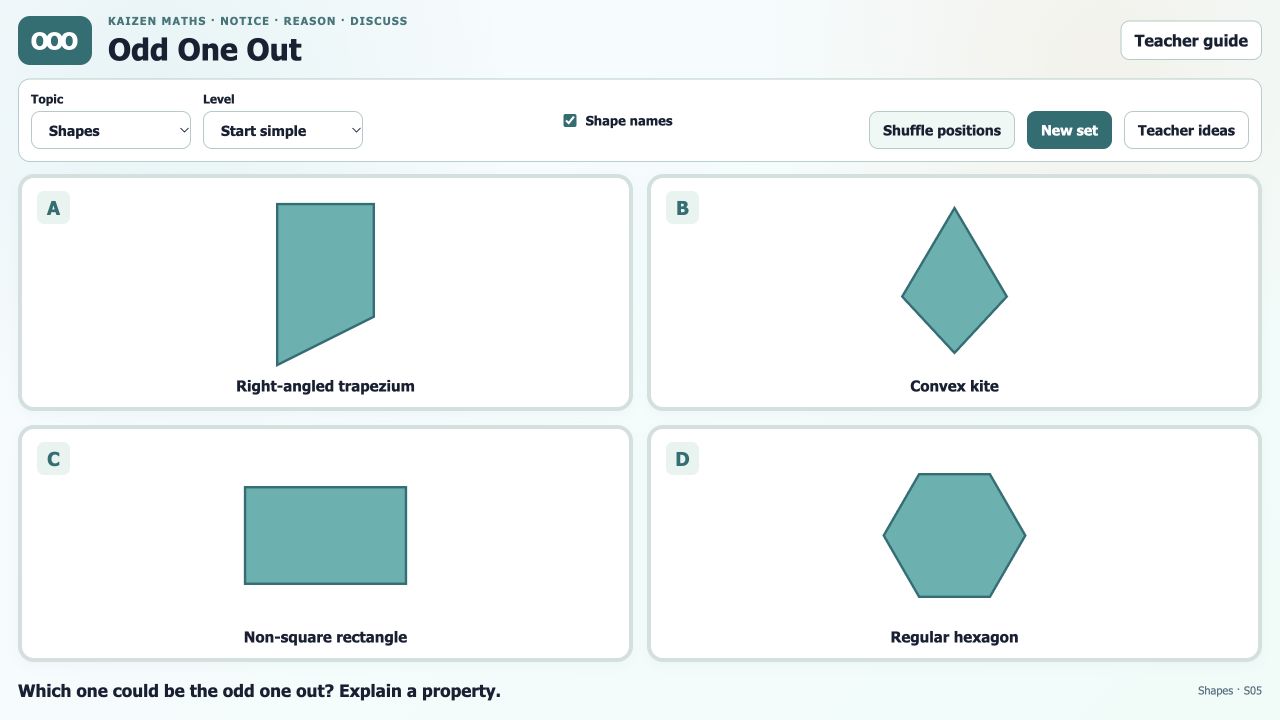 OOO
KAIZEN MATHS · NOTICE · REASON · DISCUSS
Odd One Out
Teacher guide
Topic
Level
Shapes
Start simple
Shape names
Shuffle positions
New set
Teacher ideas
A
Right-angled trapezium
B
Convex kite
C
Non-square rectangle
D
Regular hexagon
Which one could be the odd one out? Explain a property.
Shapes · S05